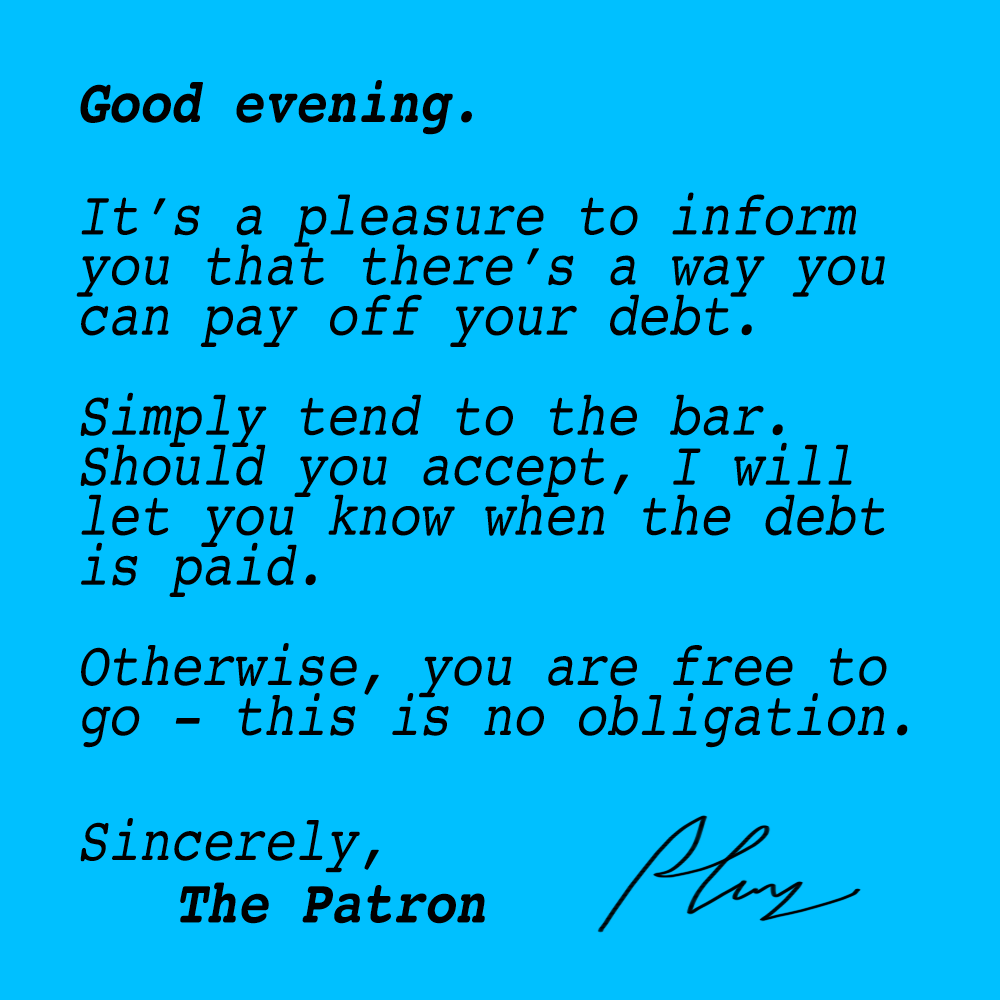 Good evening.
It’s a pleasure to inform
you that there’s a way you
can pay off your debt.
Simply tend to the bar.
Should you accept, I will
let you know when the debt
is paid.
Otherwise, you are free to
go – this is no obligation.
Sincerely,
The Patron